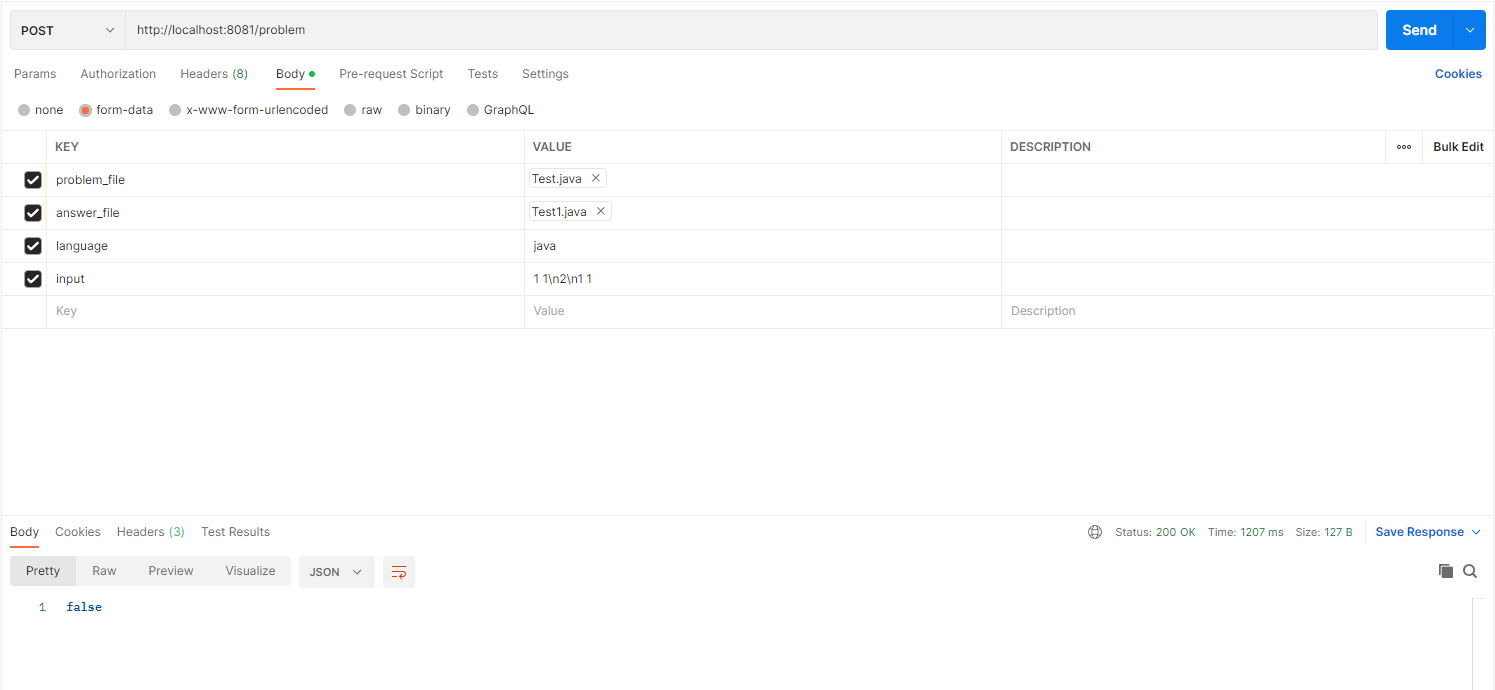 POST http://localhost:8081/problem Send
Params Authorization Headers (8) Body Pre-request Script Tests Settings Cookies
none form-data x-www-form-urlencoded raw binary GraphQL
KEY VALUE DESCRIPTION ooo Bulk Edit
problem_file Test.java ×
answer_file Test1.java ×
language java
input 1 1\n2\n1 1
Key Value Description
Body Cookies Headers (3) Test Results Status: 200 OK Time: 1207 ms Size: 127 B Save Response
Pretty Raw Preview Visualize JSON
1 false